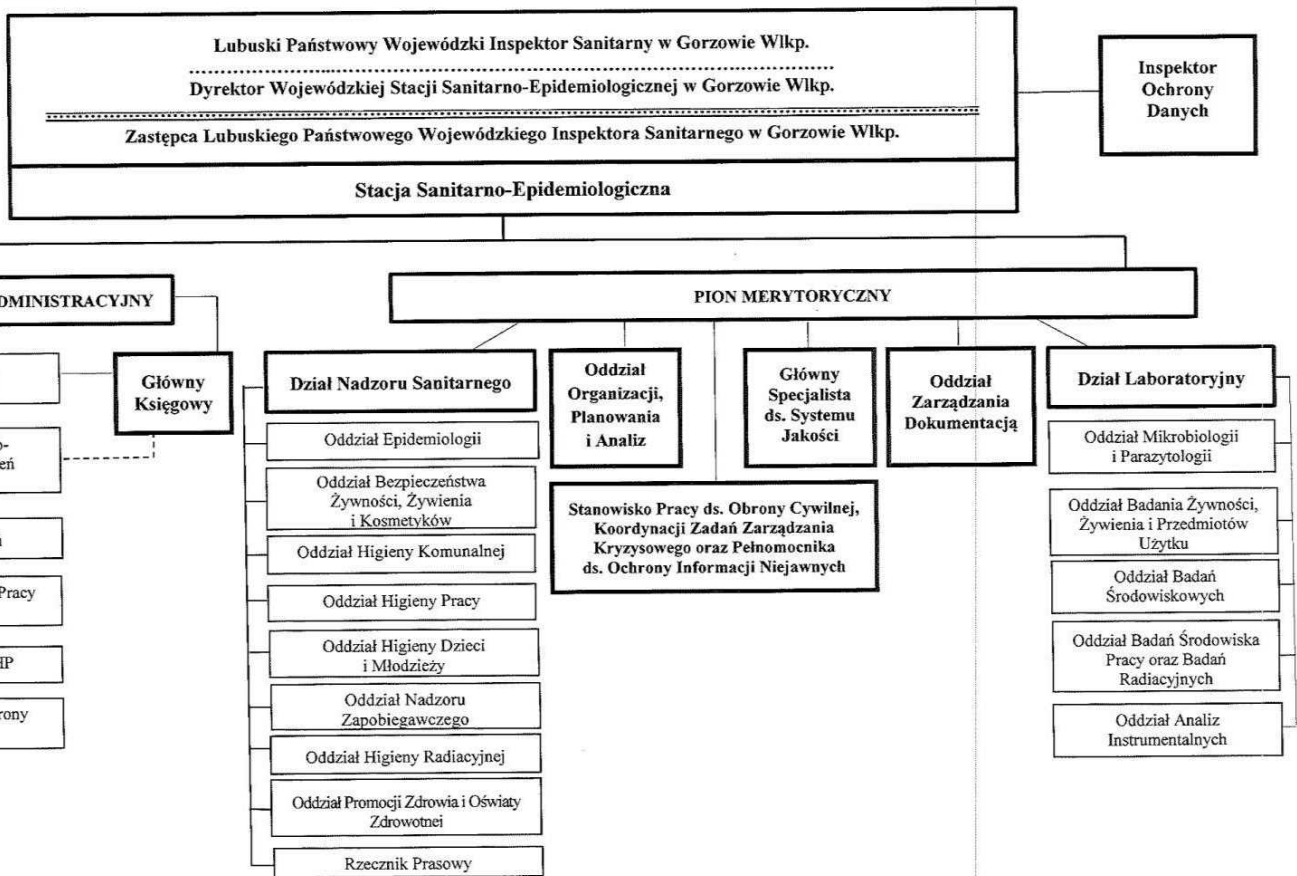 Lubuski Państwowy Wojewódzki Inspektor Sanitarny w Gorzowie Wlkp.
Dyrektor Wojewódzkiej Stacji Sanitarno-Epidemiologicznej w Gorzowie Wlkp.
Zastępca Lubuskiego Państwowego Wojewódzkiego Inspektora Sanitarnego w Gorzowie Wlkp.
Stacja Sanitarno-Epidemiologiczna
Inspektor
Ochrony
Danych
DMINISTRACYJNY
PION MERYTORYCZNY
Główny
Księgowy
Pracy
HP
rony
Dział Nadzoru Sanitarnego
Oddział Epidemiologii
Oddział Bezpieczeństwa
Żywności, Żywienia
i Kosmetyków
Oddział Higieny Komunalnej
Oddział Higieny Pracy
Oddział Higieny Dzieci
i Młodzieży
Oddział Nadzoru
Zapobiegawczego
Oddział Higieny Radiacyjnej
Oddział Promocji Zdrowia i Oświaty
Zdrowotnej
Rzecznik Prasowy
Oddział
Organizacji,
Planowania
i Analiz
Stanowisko Pracy ds. Obrony Cywilnej,
Koordynacji Zadań Zarządzania
Kryzysowego oraz Pełnomocnika
ds. Ochrony Informacji Niejawnych
Główny
Specjalista
ds. Systemu
Jakości
Oddział
Zarządzania
Dokumentacją
Dział Laboratoryjny
Oddział Mikrobiologii
i Parazytologii
Oddział Badania Żywności,
Żywienia i Przedmiotów
Użytku
Oddział Badań
Środowiskowych
Oddział Badań Środowiska
Pracy oraz Badań
Radiacyjnych
Oddział Analiz
Instrumentalnych